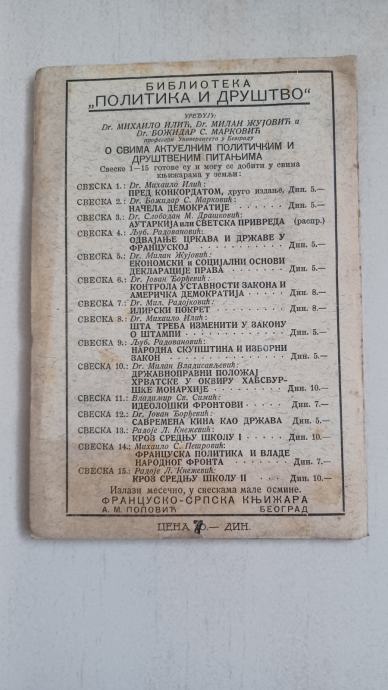 БИБЛИОТЕКА
„ПОЛИТИКА И ДРУШТВО“
УРЕЂУЈУ:
Dr. МИХАИЛО ИЛИЋ, Dr. МИЛАН ЖУЈОВИЋ и
Dr. БОЖИДАР С. МАРКОВИЋ
професори Универзитета у Београду
О СВИМА АКТУЕЛНИМ ПОЛИТИЧКИМ И
ДРУШТВЕНИМ ПИТАЊИМА
Свеске 1—15 готове су и могу се добити у свима
књижарама у земљи:
СВЕСКА 1.: Dr. Михаило Илић:
ПРЕД КОНКОРДАТОМ, друго издање, Дин. 5.—
СВЕСКА 2.: Dr. Божидар С. Марковић:
НАЧЕЛА ДЕМОКРАТИЈЕ Дин. 5.—
СВЕСКА 3.: Dr. Слободан М. Драшковић:
АУТАРКИЈА или СВЕТСКА ПРИВРЕДА (распр.)
СВЕСКА 4.: Љуб. Радовановић:
ОДВАЈАЊЕ ЦРКАВА И ДРЖАВЕ У
ФРАНЦУСКОЈ Дин. 5.—
СВЕСКА 5.: Dr. Милан Жујовић:
ЕКОНОМСКИ и СОЦИЈАЛНИ ОСНОВИ
ДЕКЛАРАЦИЈЕ ПРАВА Дин. 5.—
СВЕСКА 6.: Dr. Јован Ђорђевић:
КОНТРОЛА УСТАВНОСТИ ЗАКОНА И
АМЕРИЧКА ДЕМОКРАТИЈА Дин. 8.—
СВЕСКА 7.: Dr. Мил. Радојковић:
ИЛИРСКИ ПОКРЕТ Дин. 8.—
СВЕСКА 8.: Dr. Михаило Илић:
ШТА ТРЕБА ИЗМЕНИТИ У ЗАКОНУ
О ШТАМПИ Дин. 5.—
СВЕСКА 9.: Љуб. Радовановић:
НАРОДНА СКУПШТИНА И ИЗБОРНИ
ЗАКОН Дин. 5.—
СВЕСКА 10.: Dr. Милан Владисављевић:
ДРЖАВНОПРАВНИ ПОЛОЖАЈ
ХРВАТСКЕ У ОКВИРУ ХАБСБУР-
ШКЕ МОНАРХИЈЕ Дин. 10.—
СВЕСКА 11.: Владимир Св. Симић:
ИДЕОЛОШКИ ФРОНТОВИ Дин. 7.—
СВЕСКА 12.: Dr. Јован Ђорђевић:
САВРЕМЕНА КИНА КАО ДРЖАВА Дин. 5.—
СВЕСКА 13.: Радоје Л. Кнежевић:
КРОЗ СРЕДЊУ ШКОЛУ I Дин. 10.—
СВЕСКА 14.: Михаило С. Петровић:
ФРАНЦУСКА ПОЛИТИКА И ВЛАДЕ
НАРОДНОГ ФРОНТА Дин. 7.—
СВЕСКА 15.: Радоје Л. Кнежевић:
КРОЗ СРЕДЊУ ШКОЛУ II Дин. 10.—
Излази месечно, у свескама мале осмине.
ФРАНЦУСКО-СРПСКА КЊИЖАРА
А. М. ПОПОВИЋ БЕОГРАД
ЦЕНА — ДИН.